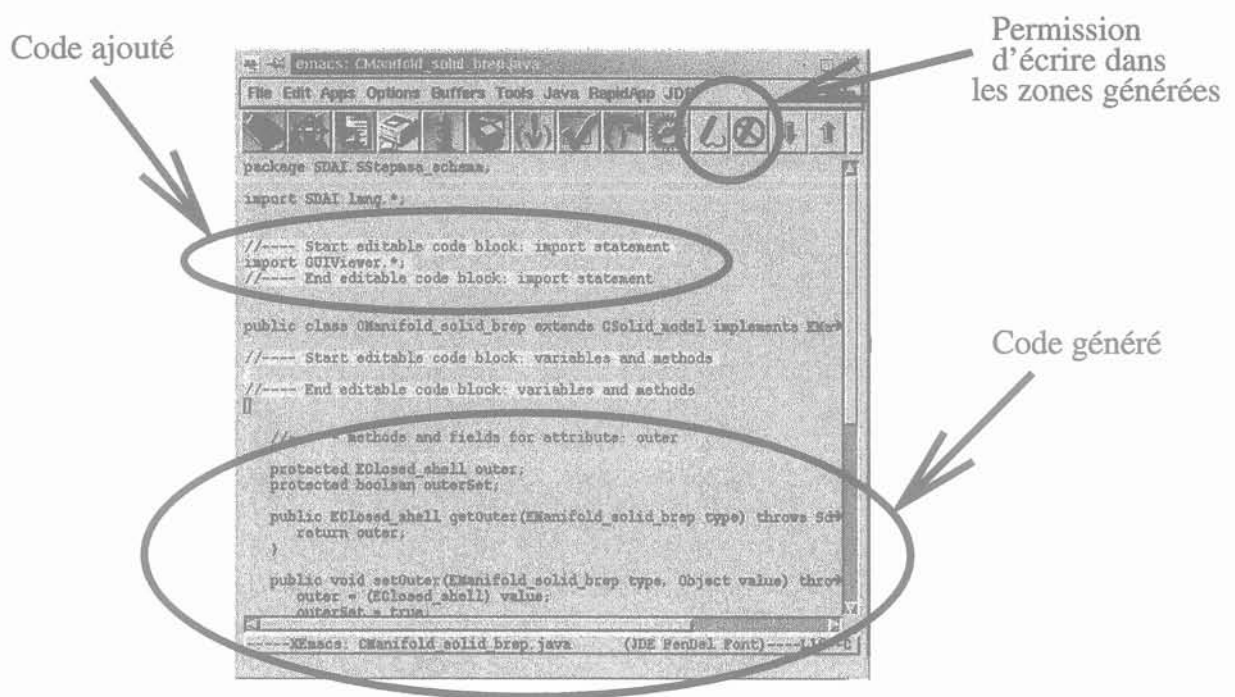 Code ajouté
Permission
d'écrire dans
les zones générées
emacs: CManifold_solid_brep.java
File Edit Apps Options Buffers Tools Java RapidApp JDE
package SDAI.SStepasa_schema;
import SDAI.lang.*;
//---- Start editable code block: import statement
import GUIViewer.*;
//---- End editable code block: import statement
public class CManifold_solid_brep extends CSolid_model implements EMa
//---- Start editable code block: variables and methods
//---- End editable code block: variables and methods
Code généré
methods and fields for attribute: outer
protected EClosed_shell outer;
protected boolean outerSet;
public EClosed_shell getOuter(EManifold_solid_brep type) throws Sd
return outer;
}
public void setOuter(EManifold_solid_brep type, Object value) thro
outer = (EClosed_shell) value;
outerSet = true;
-----XEmacs: CManifold_solid_brep.java (JDE PenDel Font)----